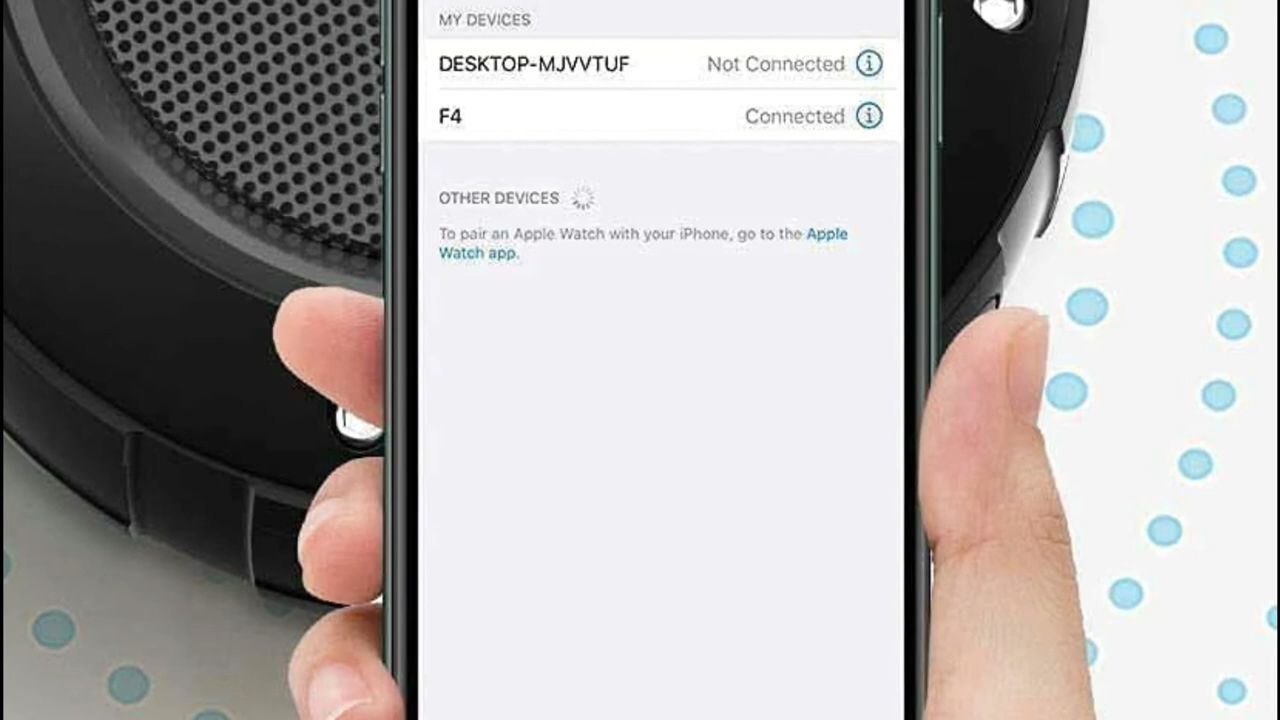 MY DEVICES
DESKTOP-MJVVTUF Not Connected
F4 Connected
OTHER DEVICES
To pair an Apple Watch with your iPhone, go to the Apple
Watch app.